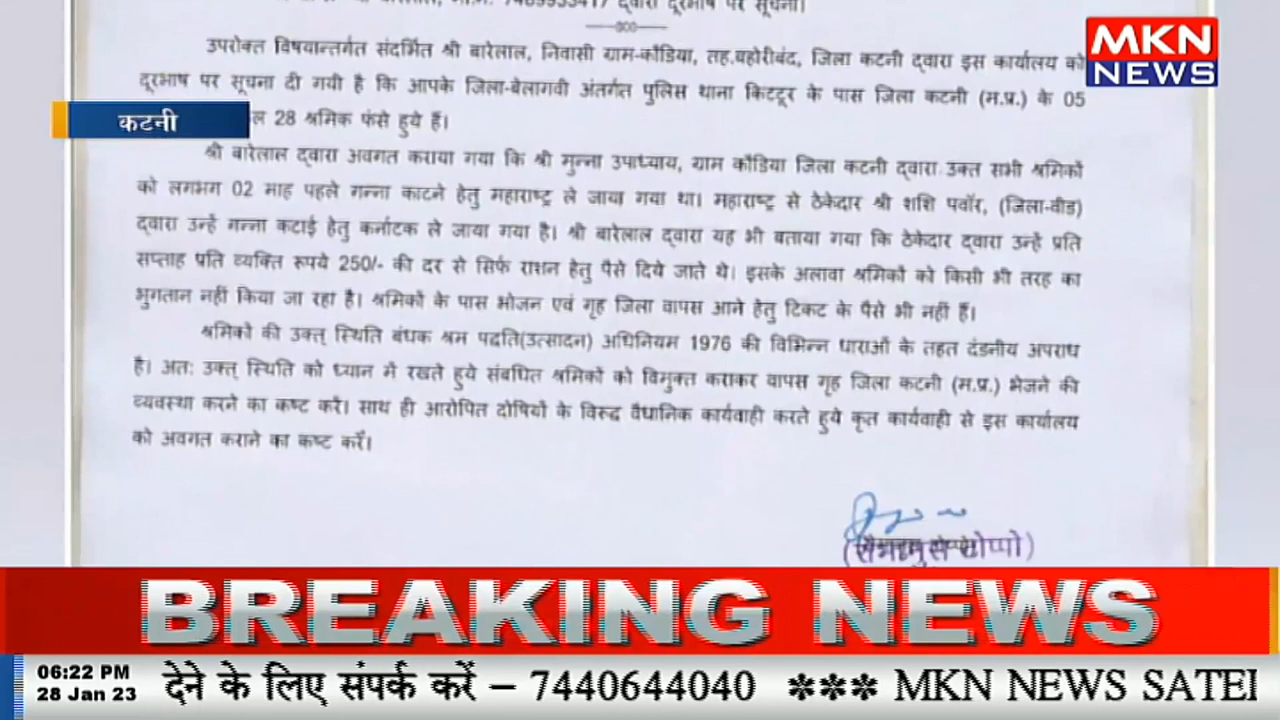 द्वारा दूरभाष पर सूचना।
---000---
उपरोक्त विषयान्तर्गत संदर्भित श्री बारेलाल, निवासी ग्राम-कौडिया, तह.बहोरीबंद, जिला कटनी द्वारा इस कार्यालय को
दूरभाष पर सूचना दी गयी है कि आपके जिला-बेलागवी अंतर्गत पुलिस थाना किटटूर के पास जिला कटनी (म.प्र.) के 05
ल 28 श्रमिक फंसे हुये हैं।
श्री बारेलाल द्वारा अवगत कराया गया कि श्री मुन्ना उपाध्याय, ग्राम कौडिया जिला कटनी द्वारा उक्त सभी श्रमिकों
को लगभग 02 माह पहले गन्ना काटने हेतु महाराष्ट्र ले जाया गया था। महाराष्ट्र से ठेकेदार श्री शशि पवॉर, (जिला-वीड)
द्वारा उन्हें गन्ना कटाई हेतु कर्नाटक ले जाया गया है। श्री बारेलाल द्वारा यह भी बताया गया कि ठेकेदार द्वारा उन्हें प्रति
सप्ताह प्रति व्यक्ति रूपये 250/- की दर से सिर्फ राशन हेतु पैसे दिये जाते थे। इसके अलावा श्रमिकों को किसी भी तरह का
भुगतान नहीं किया जा रहा है। श्रमिकों के पास भोजन एवं गृह जिला वापस आने हेतु टिकट के पैसे भी नहीं हैं।
श्रमिकों की उक्त् स्थिति बंधक श्रम पद्धति(उत्सादन) अधिनियम 1976 की विभिन्न धाराओं के तहत दंडनीय अपराध
है। अतः उक्त् स्थिति को ध्यान में रखते हुये संबधित श्रमिकों को विमुक्त कराकर वापस गृह जिला कटनी (म.प्र.) भेजने की
व्यवस्था करने का कष्ट करें। साथ ही आरोपित दोषियों के विरुद्ध वैधानिक कार्यवाही करते हुये कृत कार्यवाही से इस कार्यालय
को अवगत कराने का कष्ट करें।
MKN
NEWS
कटनी
BREAKING NEWS
06:22 PM
28 Jan 23
देने के लिए संपर्क करें – 7440644040 *** MKN NEWS SATEI